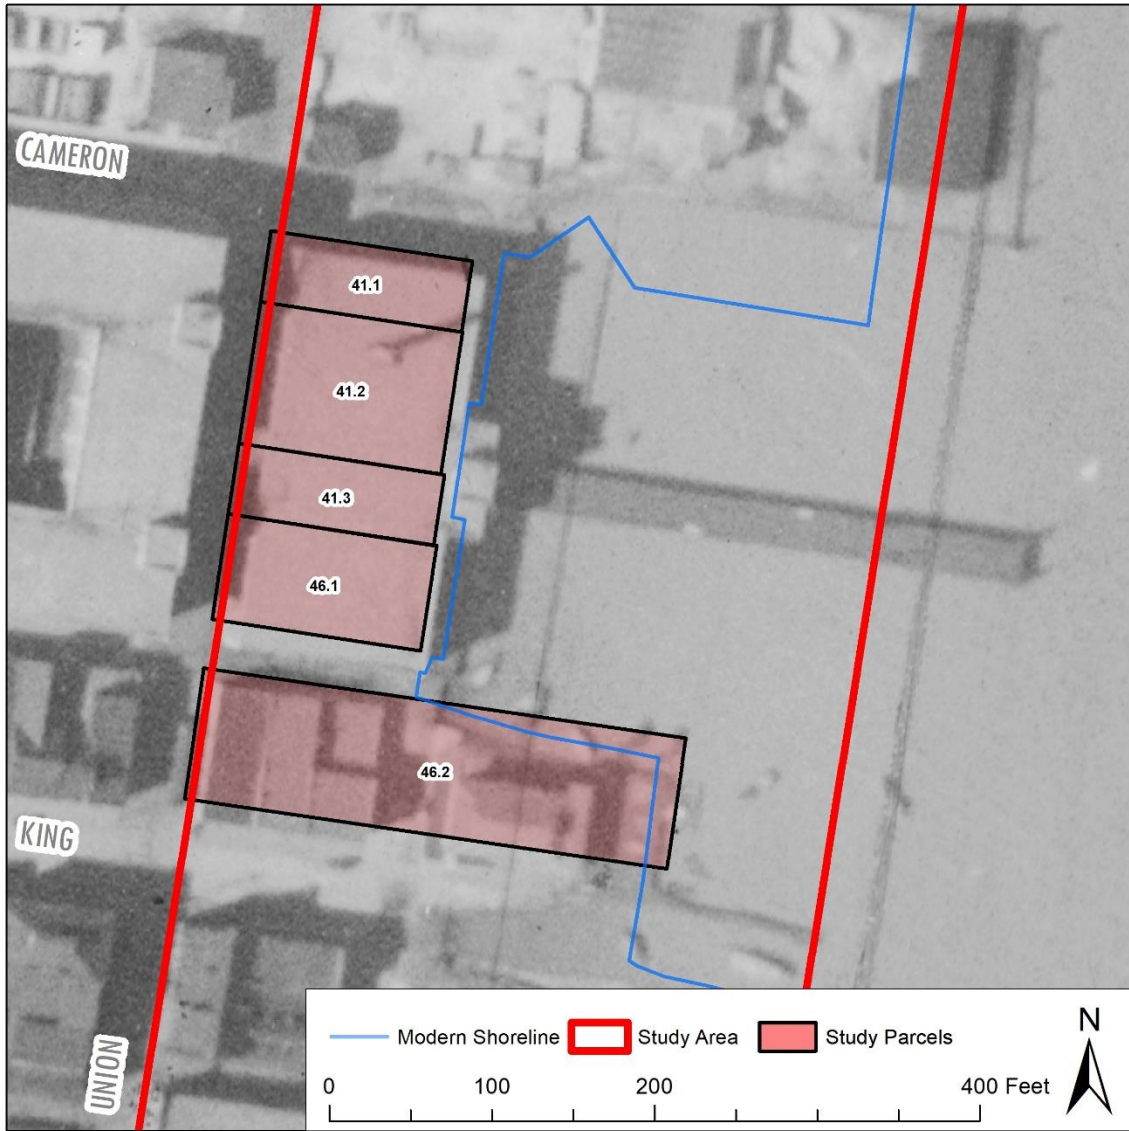 CAMERON
41.1
41.2
41.3
46.1
46.2
KING
UNION
Modern Shoreline
Study Area
Study Parcels
N
0
100
200
400 Feet